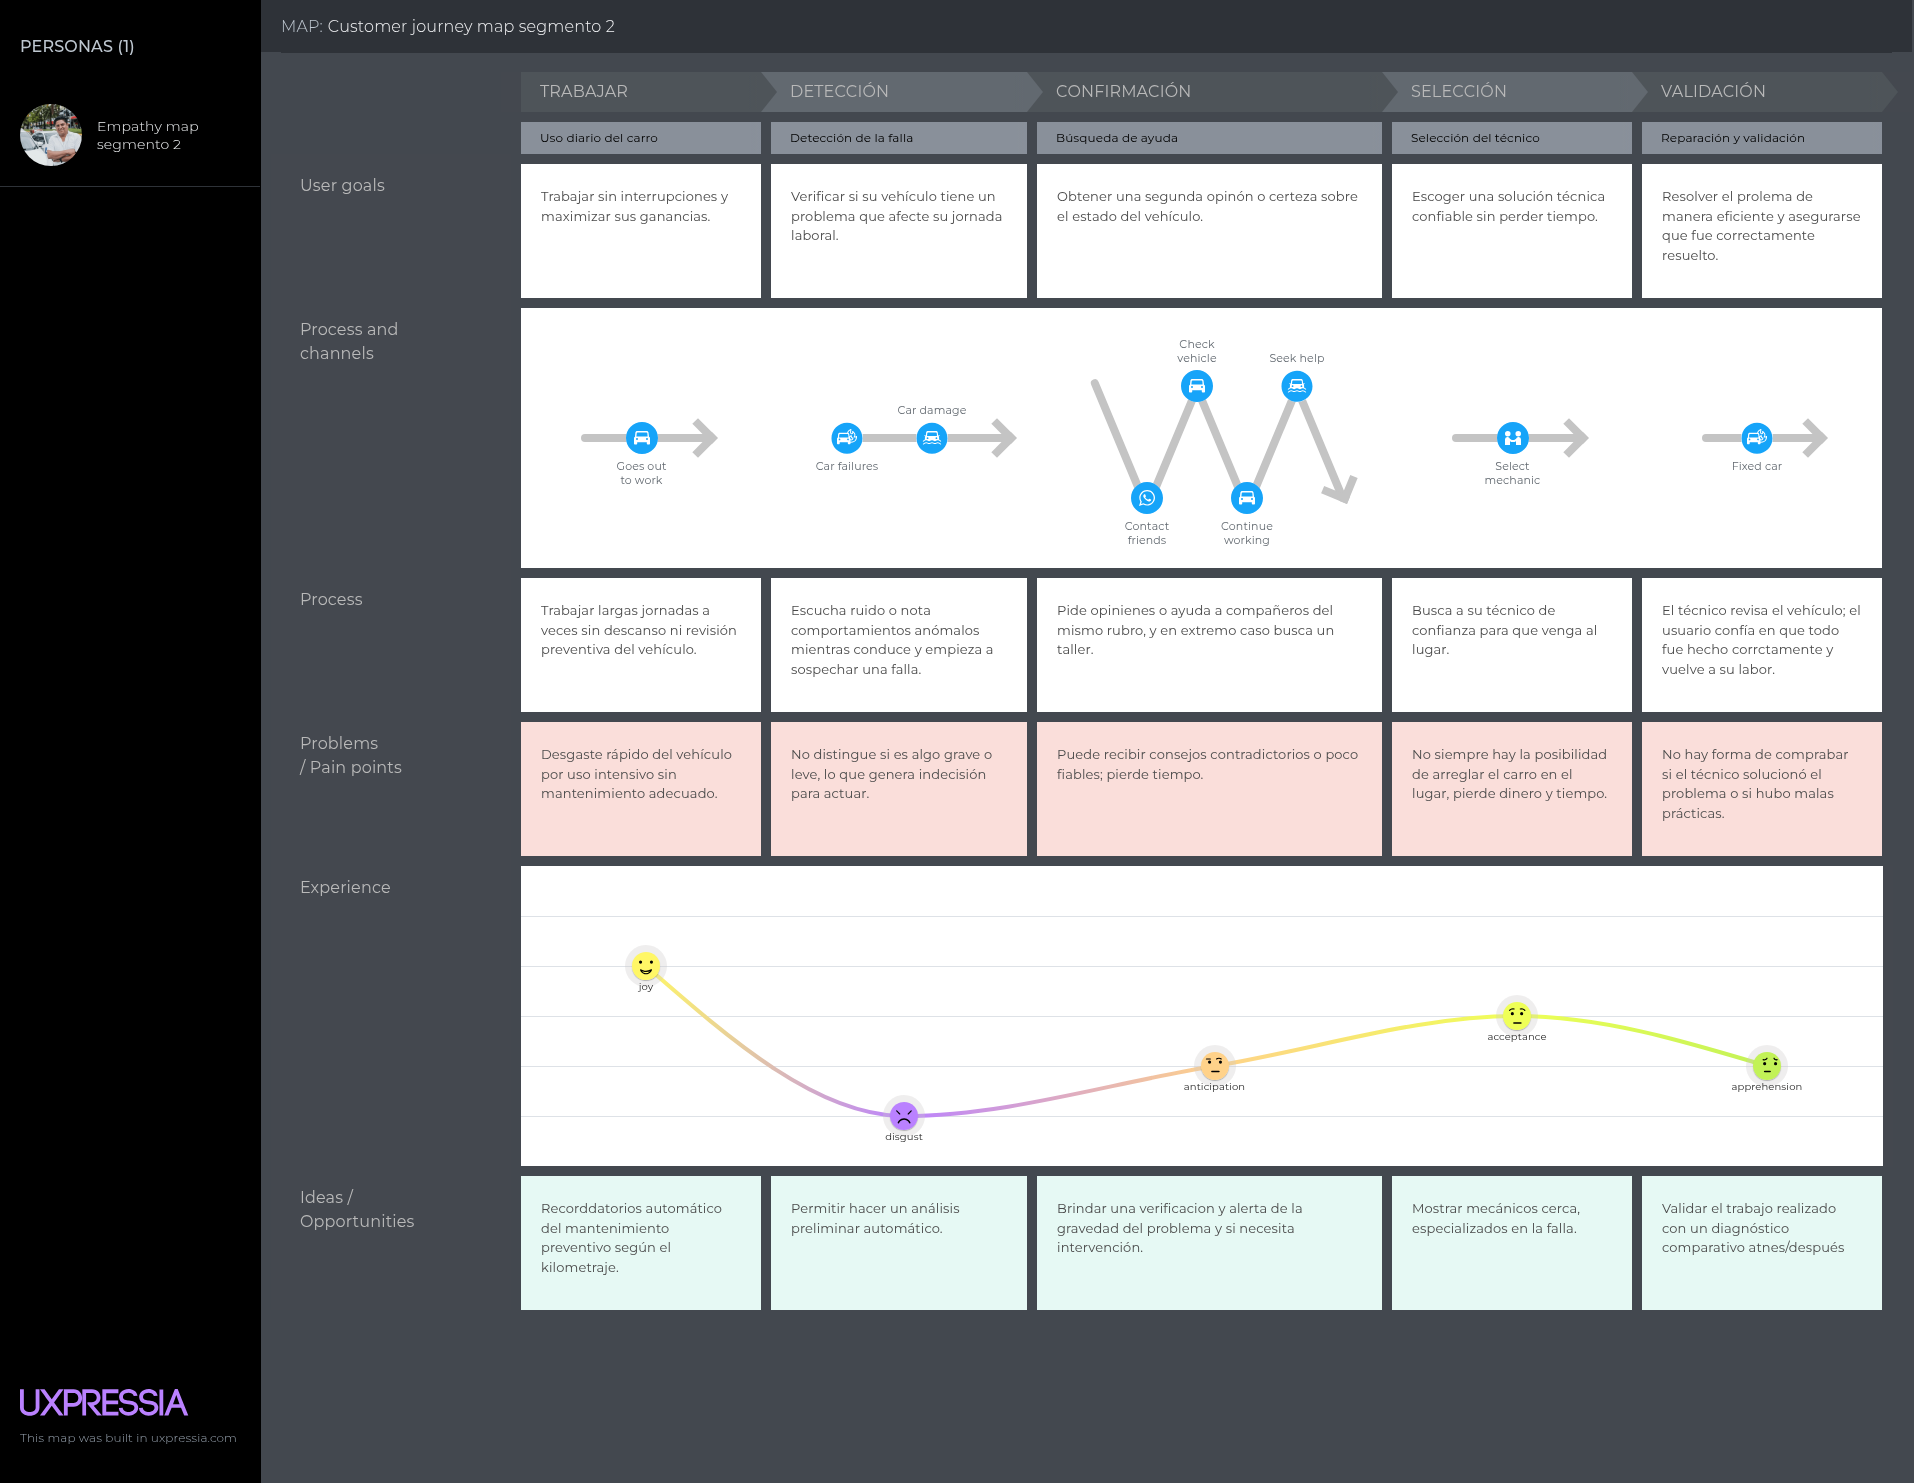 PERSONAS (1)
Empathy map
segmento 2
MAP: Customer journey map segmento 2
TRABAJAR
DETECCIÓN
CONFIRMACIÓN
SELECCIÓN
VALIDACIÓN
Uso diario del carro
Detección de la falla
Búsqueda de ayuda
Selección del técnico
Reparación y validación
User goals
Trabajar sin interrupciones y
maximizar sus ganancias.
Verificar si su vehículo tiene un
problema que afecte su jornada
laboral.
Obtener una segunda opinón o certeza sobre
el estado del vehículo.
Escoger una solución técnica
confiable sin perder tiempo.
Resolver el prolema de
manera eficiente y asegurarse
que fue correctamente
resuelto.
Process and
channels
Goes out
to work
Car failures
Car damage
Contact
friends
Check
vehicle
Continue
working
Seek help
Select
mechanic
Fixed car
Process
Trabajar largas jornadas a
veces sin descanso ni revisión
preventiva del vehículo.
Escucha ruido o nota
comportamientos anómalos
mientras conduce y empieza a
sospechar una falla.
Pide opinienes o ayuda a compañeros del
mismo rubro, y en extremo caso busca un
taller.
Busca a su técnico de
confianza para que venga al
lugar.
El técnico revisa el vehículo; el
usuario confía en que todo
fue hecho corrctamente y
vuelve a su labor.
Problems
/ Pain points
Desgaste rápido del vehículo
por uso intensivo sin
mantenimiento adecuado.
No distingue si es algo grave o
leve, lo que genera indecisión
para actuar.
Puede recibir consejos contradictorios o poco
fiables; pierde tiempo.
No siempre hay la posibilidad
de arreglar el carro en el
lugar, pierde dinero y tiempo.
No hay forma de comprabar
si el técnico solucionó el
problema o si hubo malas
prácticas.
Experience
joy
disgust
anticipation
acceptance
apprehension
Ideas /
Opportunities
Recorddatorios automático
del mantenimiento
preventivo según el
kilometraje.
Permitir hacer un análisis
preliminar automático.
Brindar una verificacion y alerta de la
gravedad del problema y si necesita
intervención.
Mostrar mecánicos cerca,
especializados en la falla.
Validar el trabajo realizado
con un diagnóstico
comparativo atnes/después
UXPRESSIA
This map was built in uxpressia.com